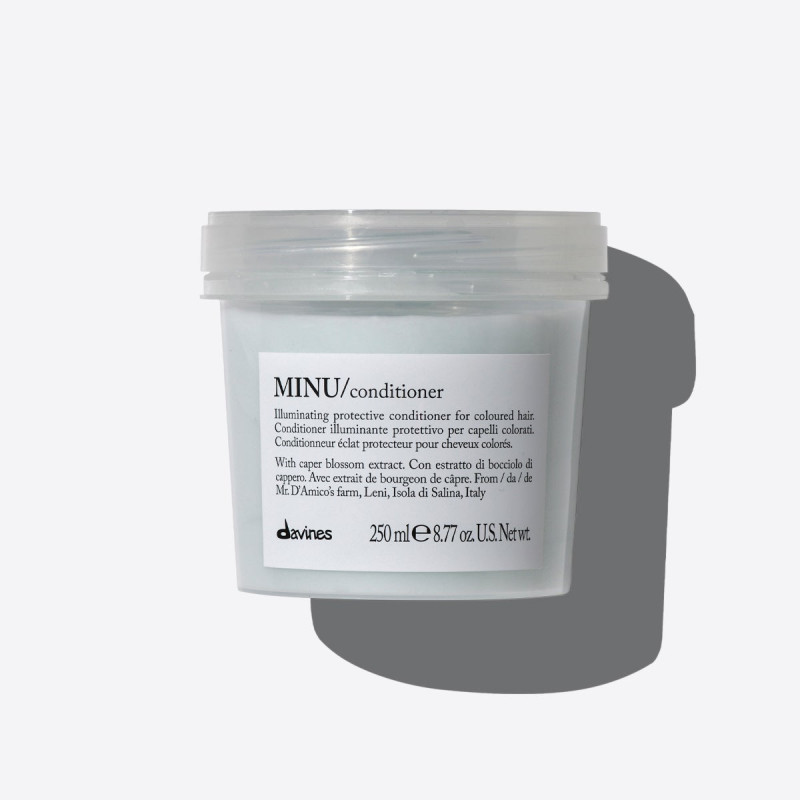 MINU/conditioner
Illuminating protective conditioner for coloured hair.
Conditioner illuminante protettivo per capelli colorati.
Conditionneur éclat protecteur pour cheveux colorés.
With caper blossom extract. Con estratto di bocciolo di
cappero. Avec extrait de bourgeon de câpre. From / da / de
Mr. D'Amico's farm, Leni, Isola di Salina, Italy
davines
250 ml ℮ 8.77 oz. U.S. Net wt.